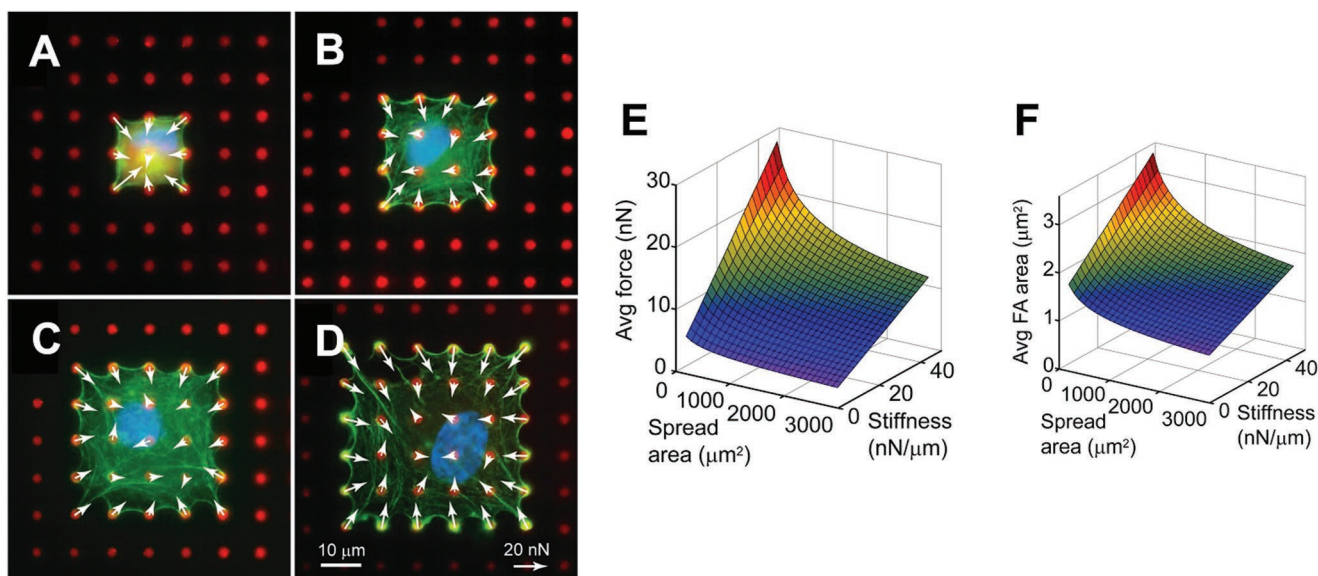 A
B
C
D
10 μm
20 nN
E
Avg force (nN)
30
20
10
0
0
1000
2000
3000
Spread
area (μm²)
0
20
40
Stiffness
(nN/μm)
F
Avg FA area (μm²)
3
2
1
0
0
1000
2000
3000
Spread
area (μm²)
0
20
40
Stiffness
(nN/μm)